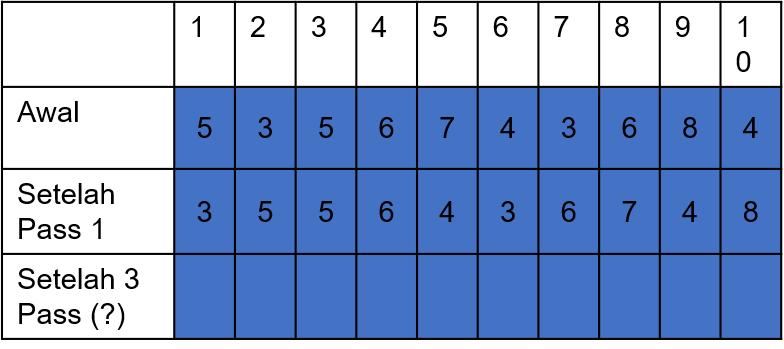 1 2 3 4 5 6 7 8 9 1
0
Awal 5 3 5 6 7 4 3 6 8 4
Setelah
Pass 1 3 5 5 6 4 3 6 7 4 8
Setelah 3
Pass (?)